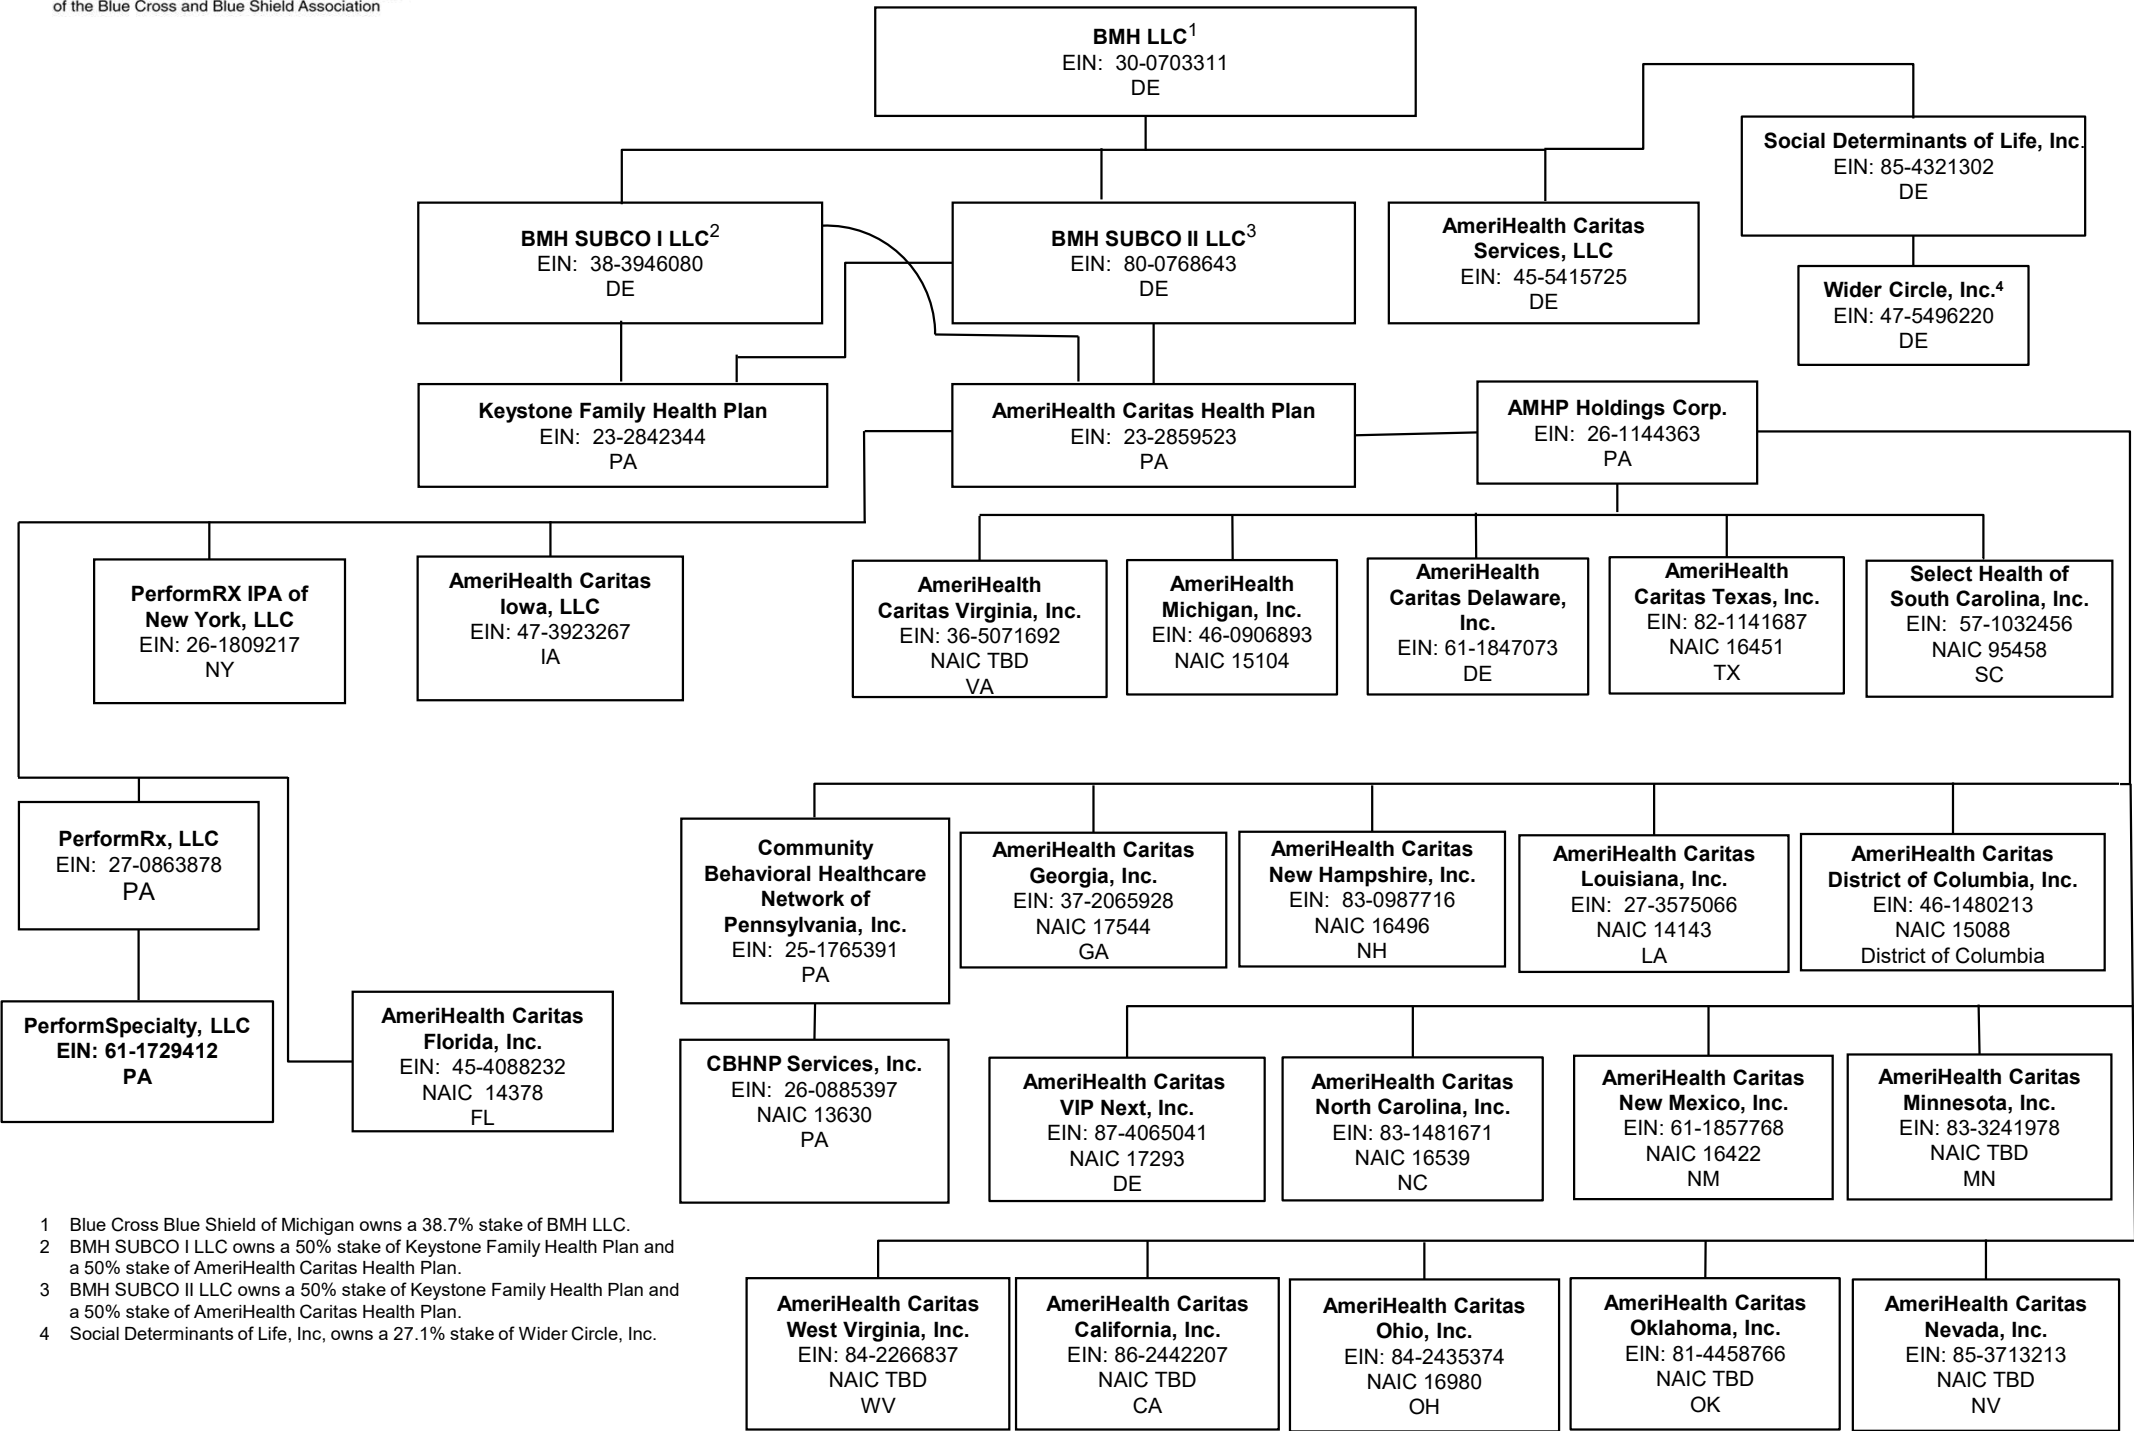 of the Blue Cross and Blue Shield Association
BMH LLC1
EIN: 30-0703311
DE
Social Determinants of Life, Inc.
EIN: 85-4321302
DE
BMH SUBCO I LLC2
EIN: 38-3946080
DE
BMH SUBCO II LLC3
EIN: 80-0768643
DE
AmeriHealth Caritas
Services, LLC
EIN: 45-5415725
DE
Wider Circle, Inc.4
EIN: 47-5496220
DE
Keystone Family Health Plan
EIN: 23-2842344
PA
AmeriHealth Caritas Health Plan
EIN: 23-2859523
PA
AMHP Holdings Corp.
EIN: 26-1144363
PA
PerformRX IPA of
New York, LLC
EIN: 26-1809217
NY
AmeriHealth Caritas
Iowa, LLC
EIN: 47-3923267
IA
AmeriHealth
Caritas Virginia, Inc.
EIN: 36-5071692
NAIC TBD
VA
AmeriHealth
Michigan, Inc.
EIN: 46-0906893
NAIC 15104
AmeriHealth
Caritas Delaware,
Inc.
EIN: 61-1847073
DE
AmeriHealth
Caritas Texas, Inc.
EIN: 82-1141687
NAIC 16451
TX
Select Health of
South Carolina, Inc.
EIN: 57-1032456
NAIC 95458
SC
PerformRx, LLC
EIN: 27-0863878
PA
Community
Behavioral Healthcare
Network of
Pennsylvania, Inc.
EIN: 25-1765391
PA
AmeriHealth Caritas
Georgia, Inc.
EIN: 37-2065928
NAIC 17544
GA
AmeriHealth Caritas
New Hampshire, Inc.
EIN: 83-0987716
NAIC 16496
NH
AmeriHealth Caritas
Louisiana, Inc.
EIN: 27-3575066
NAIC 14143
LA
AmeriHealth Caritas
District of Columbia, Inc.
EIN: 46-1480213
NAIC 15088
District of Columbia
PerformSpecialty, LLC
EIN: 61-1729412
PA
AmeriHealth Caritas
Florida, Inc.
EIN: 45-4088232
NAIC 14378
FL
CBHNP Services, Inc.
EIN: 26-0885397
NAIC 13630
PA
AmeriHealth Caritas
VIP Next, Inc.
EIN: 87-4065041
NAIC 17293
DE
AmeriHealth Caritas
North Carolina, Inc.
EIN: 83-1481671
NAIC 16539
NC
AmeriHealth Caritas
New Mexico, Inc.
EIN: 61-1857768
NAIC 16422
NM
AmeriHealth Caritas
Minnesota, Inc.
EIN: 83-3241978
NAIC TBD
MN
1 Blue Cross Blue Shield of Michigan owns a 38.7% stake of BMH LLC.
2 BMH SUBCO I LLC owns a 50% stake of Keystone Family Health Plan and
a 50% stake of AmeriHealth Caritas Health Plan.
3 BMH SUBCO II LLC owns a 50% stake of Keystone Family Health Plan and
a 50% stake of AmeriHealth Caritas Health Plan.
4 Social Determinants of Life, Inc, owns a 27.1% stake of Wider Circle, Inc.
AmeriHealth Caritas
West Virginia, Inc.
EIN: 84-2266837
NAIC TBD
WV
AmeriHealth Caritas
California, Inc.
EIN: 86-2442207
NAIC TBD
CA
AmeriHealth Caritas
Ohio, Inc.
EIN: 84-2435374
NAIC 16980
OH
AmeriHealth Caritas
Oklahoma, Inc.
EIN: 81-4458766
NAIC TBD
OK
AmeriHealth Caritas
Nevada, Inc.
EIN: 85-3713213
NAIC TBD
NV